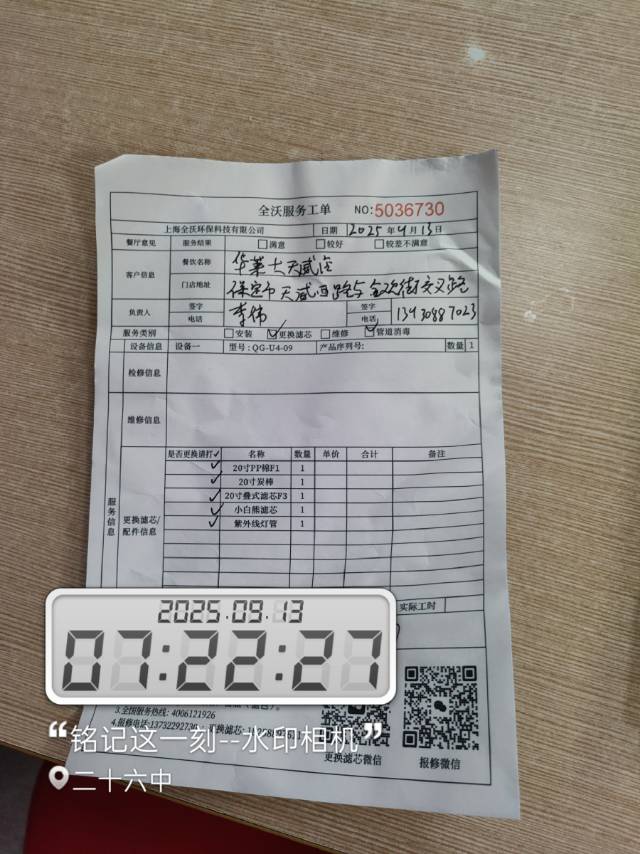 全沃服务工单 NO:5036730
上海全沃环保科技有限公司 日期 2025年9月13日
餐厅意见 服务结果 □满意 □较好 □较差不满意
客户信息 餐饮名称 华莱士天威店
门店地址 保定市天威西路与 交叉路
负责人 签字 李伟 签字
电话 电话 13430887023
服务类别 □安装 ☑更换滤芯 □维修 ☑管道消毒
设备信息 设备一 型号:QG-U4-09 产品序列号: 数量 1
检修信息
维修信息
服务信息
更换滤芯/配件信息
是否更换请打✓ 名称 数量 单价 合计 备注
✓ 20寸PP棉F1 1
✓ 20寸炭棒 1
✓ 20寸叠式滤芯F3 1
✓ 小白熊滤芯 1
✓ 紫外线灯管 1
实际工时
2025.09.13
07:22:27
3.全国服务热线: 4006121926
4.报修电话:1373229273
更换滤芯:
“铭记这一刻--水印相机”
更换滤芯微信 报修微信
二十六中